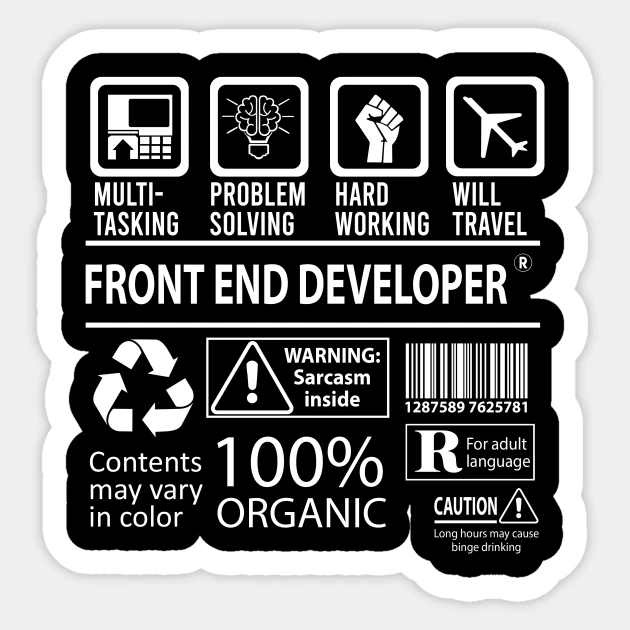 MULTI-
TASKING
PROBLEM
SOLVING
HARD
WORKING
WILL
TRAVEL
FRONT END DEVELOPER ®
WARNING:
Sarcasm
inside
1287589 7625781
Contents
may vary
in color
100%
ORGANIC
R For adult
language
CAUTION !
Long hours may cause
binge drinking